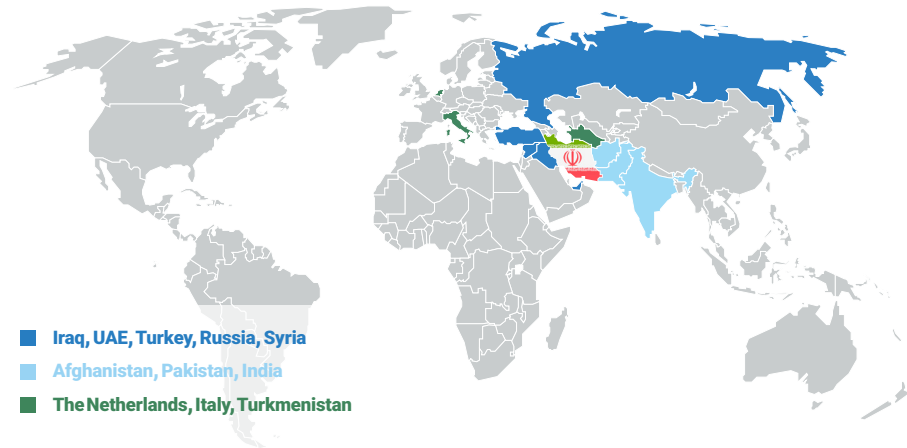 Iraq, UAE, Turkey, Russia, Syria
Afghanistan, Pakistan, India
The Netherlands, Italy, Turkmenistan